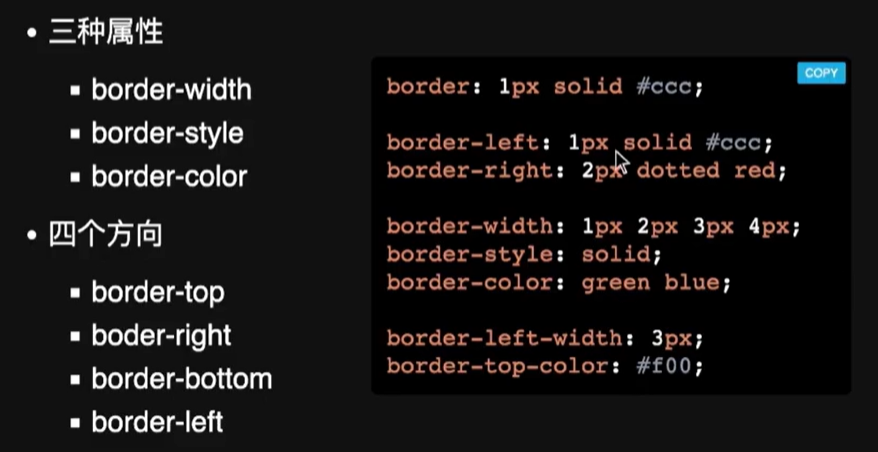 三种属性
border-width
border-style
border-color
四个方向
border-top
boder-right
border-bottom
border-left
COPY
border: 1px solid #ccc;
border-left: 1px solid #ccc;
border-right: 2px dotted red;
border-width: 1px 2px 3px 4px;
border-style: solid;
border-color: green blue;
border-left-width: 3px;
border-top-color: #f00;